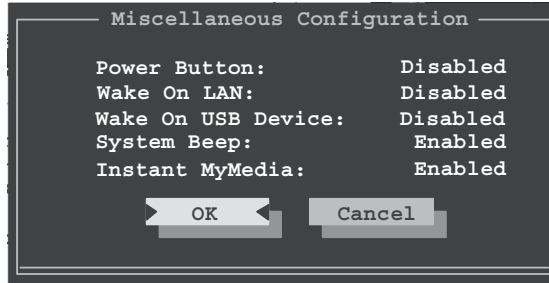 Miscellaneous Configuration
Power Button: Disabled
Wake On LAN: Disabled
Wake On USB Device: Disabled
System Beep: Enabled
Instant MyMedia: Enabled
OK Cancel